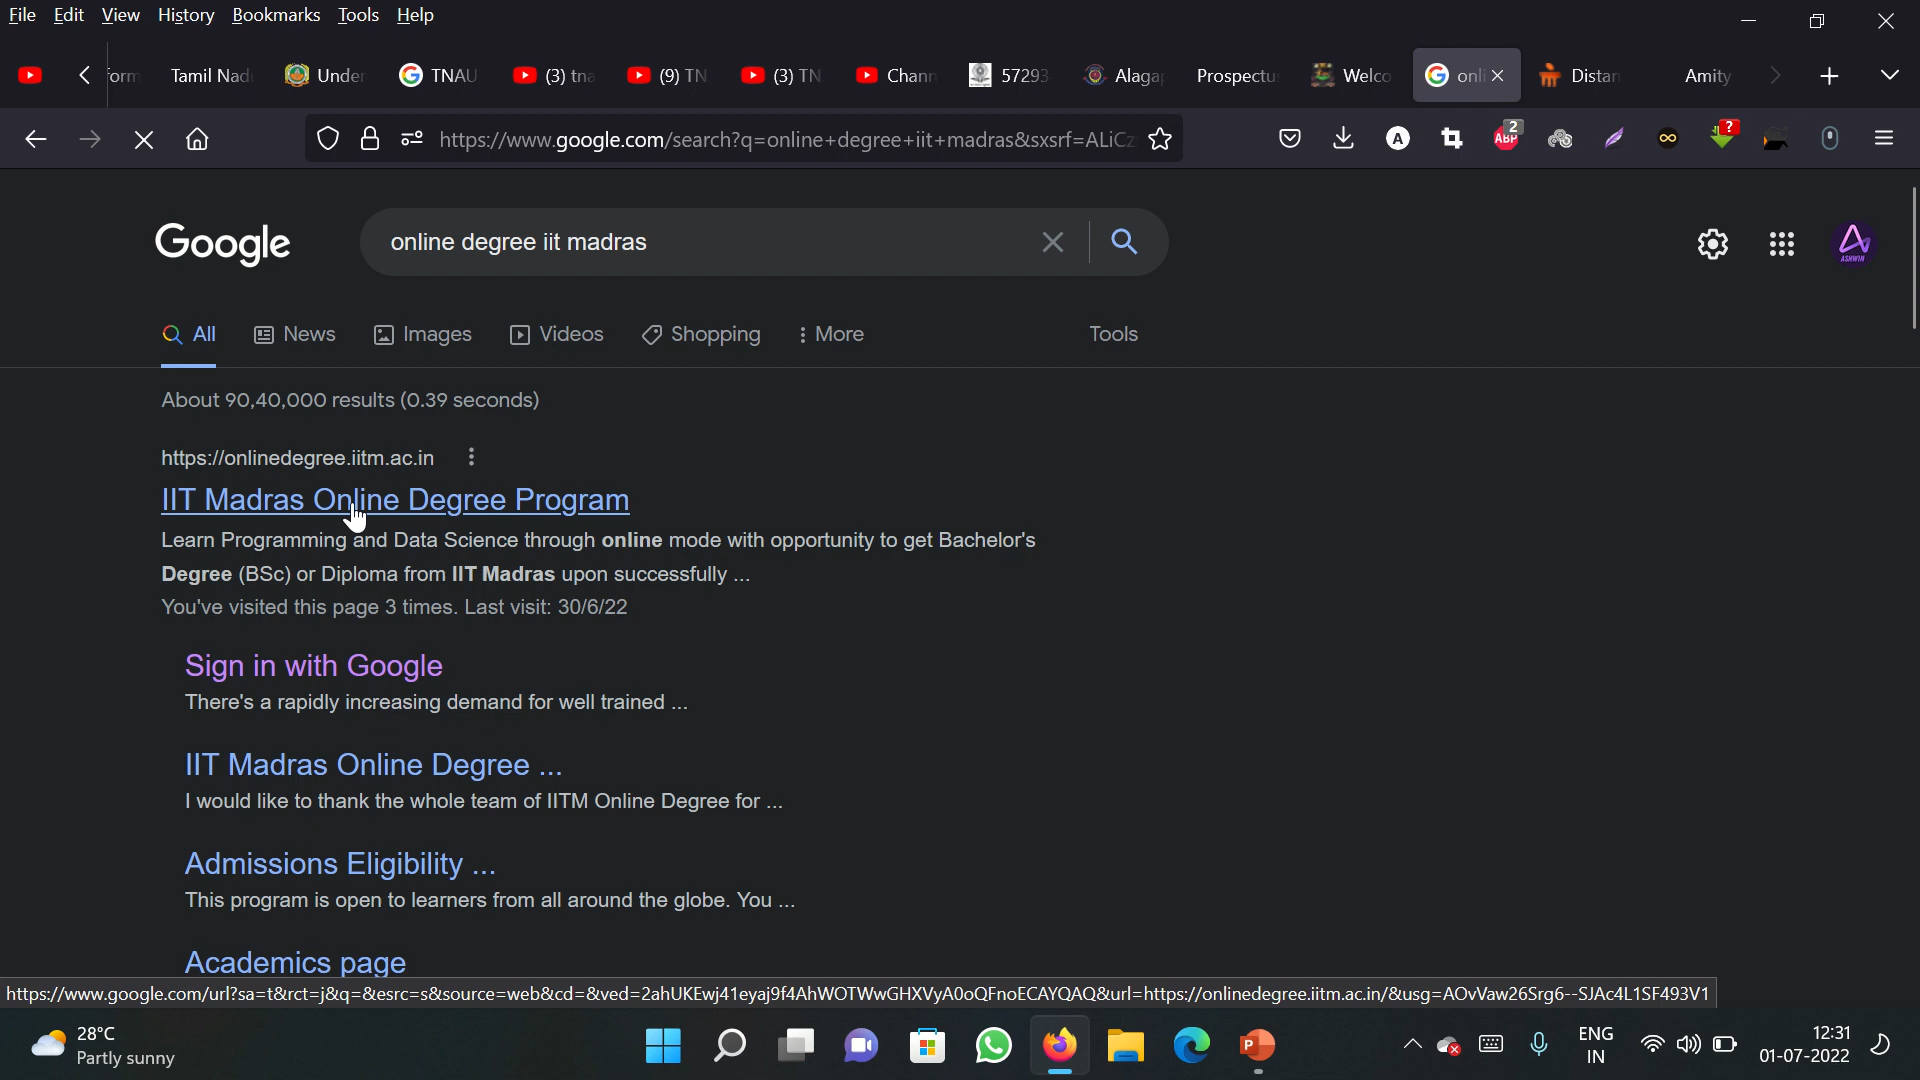 File Edit View History Bookmarks Tools Help
form Tamil Nad Under TNAU (3) tna (9) TN (3) TN Chann 57293 Alaga Prospectu Welco onli Distan Amity
https://www.google.com/search?q=online+degree+iit+madras&sxsrf=ALiCz
A ABP 2 ?
Google online degree iit madras
ASHWIN
All News Images Videos Shopping More Tools
About 90,40,000 results (0.39 seconds)
https://onlinedegree.iitm.ac.in
IIT Madras Online Degree Program
Learn Programming and Data Science through online mode with opportunity to get Bachelor's
Degree (BSc) or Diploma from IIT Madras upon successfully ...
You've visited this page 3 times. Last visit: 30/6/22
Sign in with Google
There's a rapidly increasing demand for well trained ...
IIT Madras Online Degree ...
I would like to thank the whole team of IITM Online Degree for ...
Admissions Eligibility ...
This program is open to learners from all around the globe. You ...
Academics page
https://www.google.com/url?sa=t&rct=j&q=&esrc=s&source=web&cd=&ved=2ahUKEwj41eyaj9f4AhWOTWwGHXVyA0oQFnoECAYQAQ&url=https://onlinedegree.iitm.ac.in/&usg=AOvVaw26Srg6--SJAc4L1SF493V1
28°C
Partly sunny
P
ENG
IN
12:31
01-07-2022